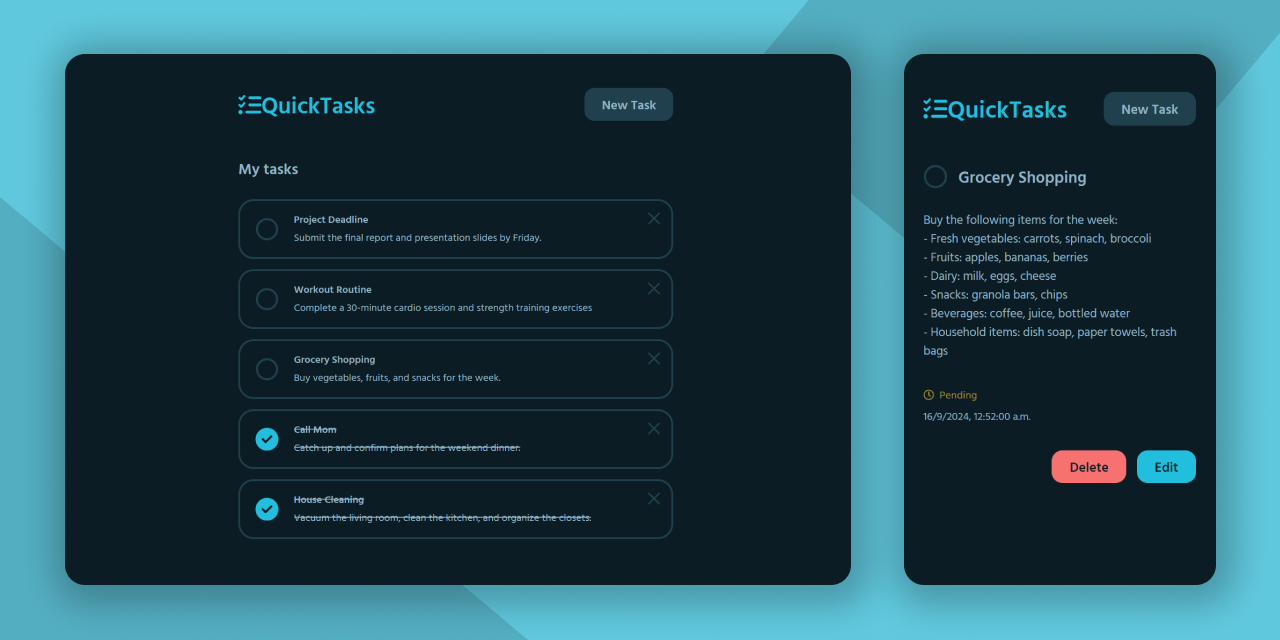 QuickTasks
New Task
My tasks
Project Deadline
Submit the final report and presentation slides by Friday.
Workout Routine
Complete a 30-minute cardio session and strength training exercises
Grocery Shopping
Buy vegetables, fruits, and snacks for the week.
Call Mom
Catch up and confirm plans for the weekend dinner.
House Cleaning
Vacuum the living room, clean the kitchen, and organize the closets.
QuickTasks
New Task
Grocery Shopping
Buy the following items for the week:
- Fresh vegetables: carrots, spinach, broccoli
- Fruits: apples, bananas, berries
- Dairy: milk, eggs, cheese
- Snacks: granola bars, chips
- Beverages: coffee, juice, bottled water
- Household items: dish soap, paper towels, trash
bags
Pending
16/9/2024, 12:52:00 a.m.
Delete
Edit